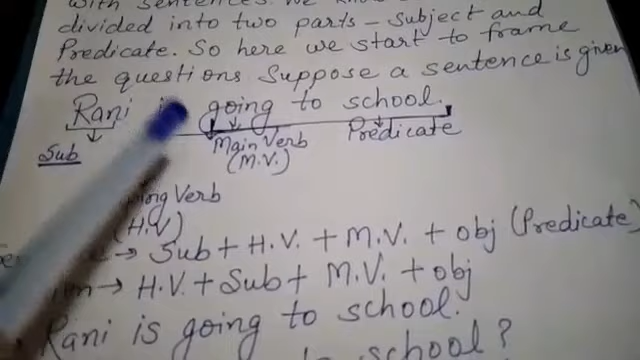 with sentences we know
divided into two parts - Subject and
Predicate. So here we start to frame
the questions Suppose a sentence is given
Rani is going to school.
Sub Main Verb Predicate
(M.V.)
Verb
(H.V)
→ Sub + H.V. + M.V. + obj (Predicate)
→ H.V. + Sub + M.V. + obj
Rani is going to school.
school?